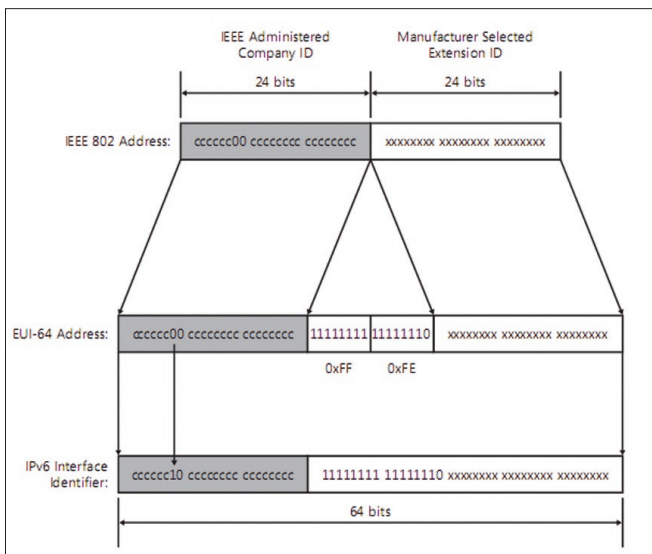 IEEE Administered
Company ID
Manufacturer Selected
Extension ID
24 bits
24 bits
IEEE 802 Address:
cccccc00 cccccccc cccccccc
xxxxxxxx xxxxxxxx xxxxxxxx
EUI-64 Address:
cccccc00 cccccccc cccccccc
11111111
11111110
xxxxxxxx xxxxxxxx xxxxxxxx
0xFF
0xFE
IPv6 Interface
Identifier:
cccccc10 cccccccc cccccccc
11111111 11111110 xxxxxxxx xxxxxxxx xxxxxxxx
64 bits